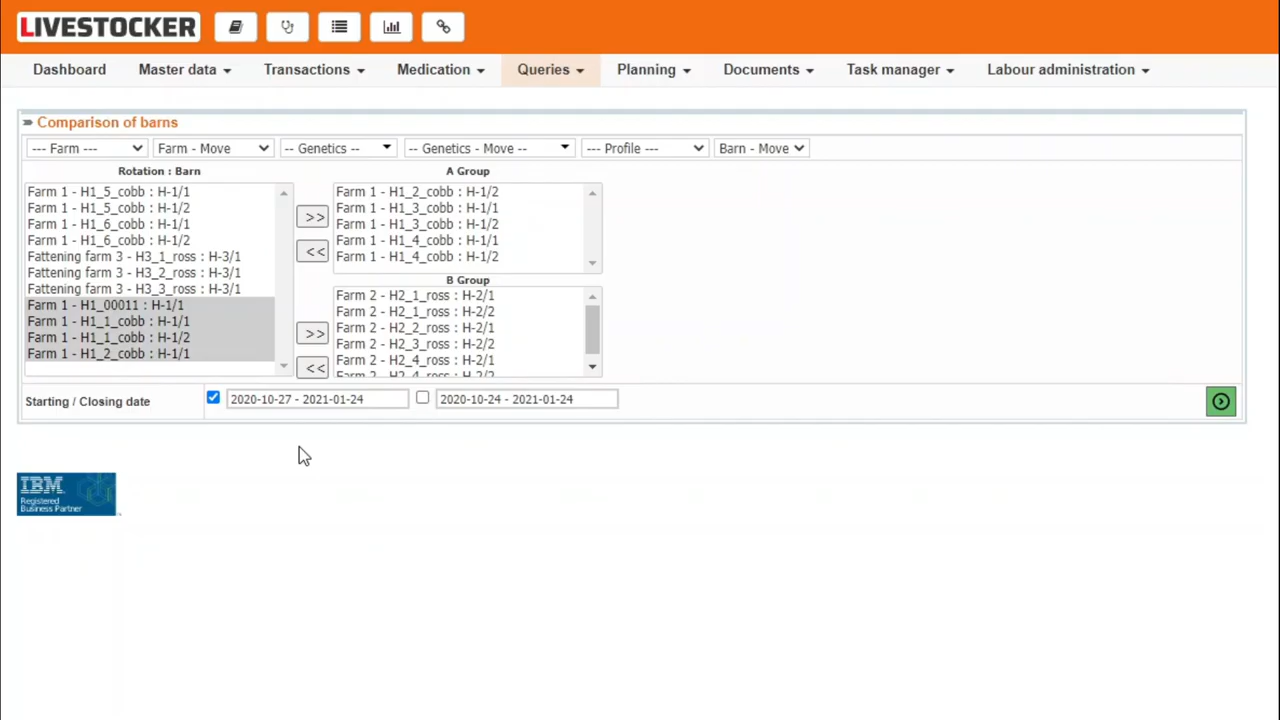 LIVESTOCKER
Dashboard Master data Transactions Medication Queries Planning Documents Task manager Labour administration
Comparison of barns
--- Farm --- Farm - Move -- Genetics -- -- Genetics - Move -- --- Profile --- Barn - Move
Rotation : Barn
Farm 1 - H1_5_cobb : H-1/1
Farm 1 - H1_5_cobb : H-1/2
Farm 1 - H1_6_cobb : H-1/1
Farm 1 - H1_6_cobb : H-1/2
Fattening farm 3 - H3_1_ross : H-3/1
Fattening farm 3 - H3_2_ross : H-3/1
Fattening farm 3 - H3_3_ross : H-3/1
Farm 1 - H1_00011 : H-1/1
Farm 1 - H1_1_cobb : H-1/1
Farm 1 - H1_1_cobb : H-1/2
Farm 1 - H1_2_cobb : H-1/1
>>
<<
>>
<<
A Group
Farm 1 - H1_2_cobb : H-1/2
Farm 1 - H1_3_cobb : H-1/1
Farm 1 - H1_3_cobb : H-1/2
Farm 1 - H1_4_cobb : H-1/1
Farm 1 - H1_4_cobb : H-1/2
B Group
Farm 2 - H2_1_ross : H-2/1
Farm 2 - H2_1_ross : H-2/2
Farm 2 - H2_2_ross : H-2/1
Farm 2 - H2_3_ross : H-2/2
Farm 2 - H2_4_ross : H-2/1
Farm 2 - H2_4_ross : H-2/2
Starting / Closing date 2020-10-27 - 2021-01-24 2020-10-24 - 2021-01-24
IBM
Registered
Business Partner